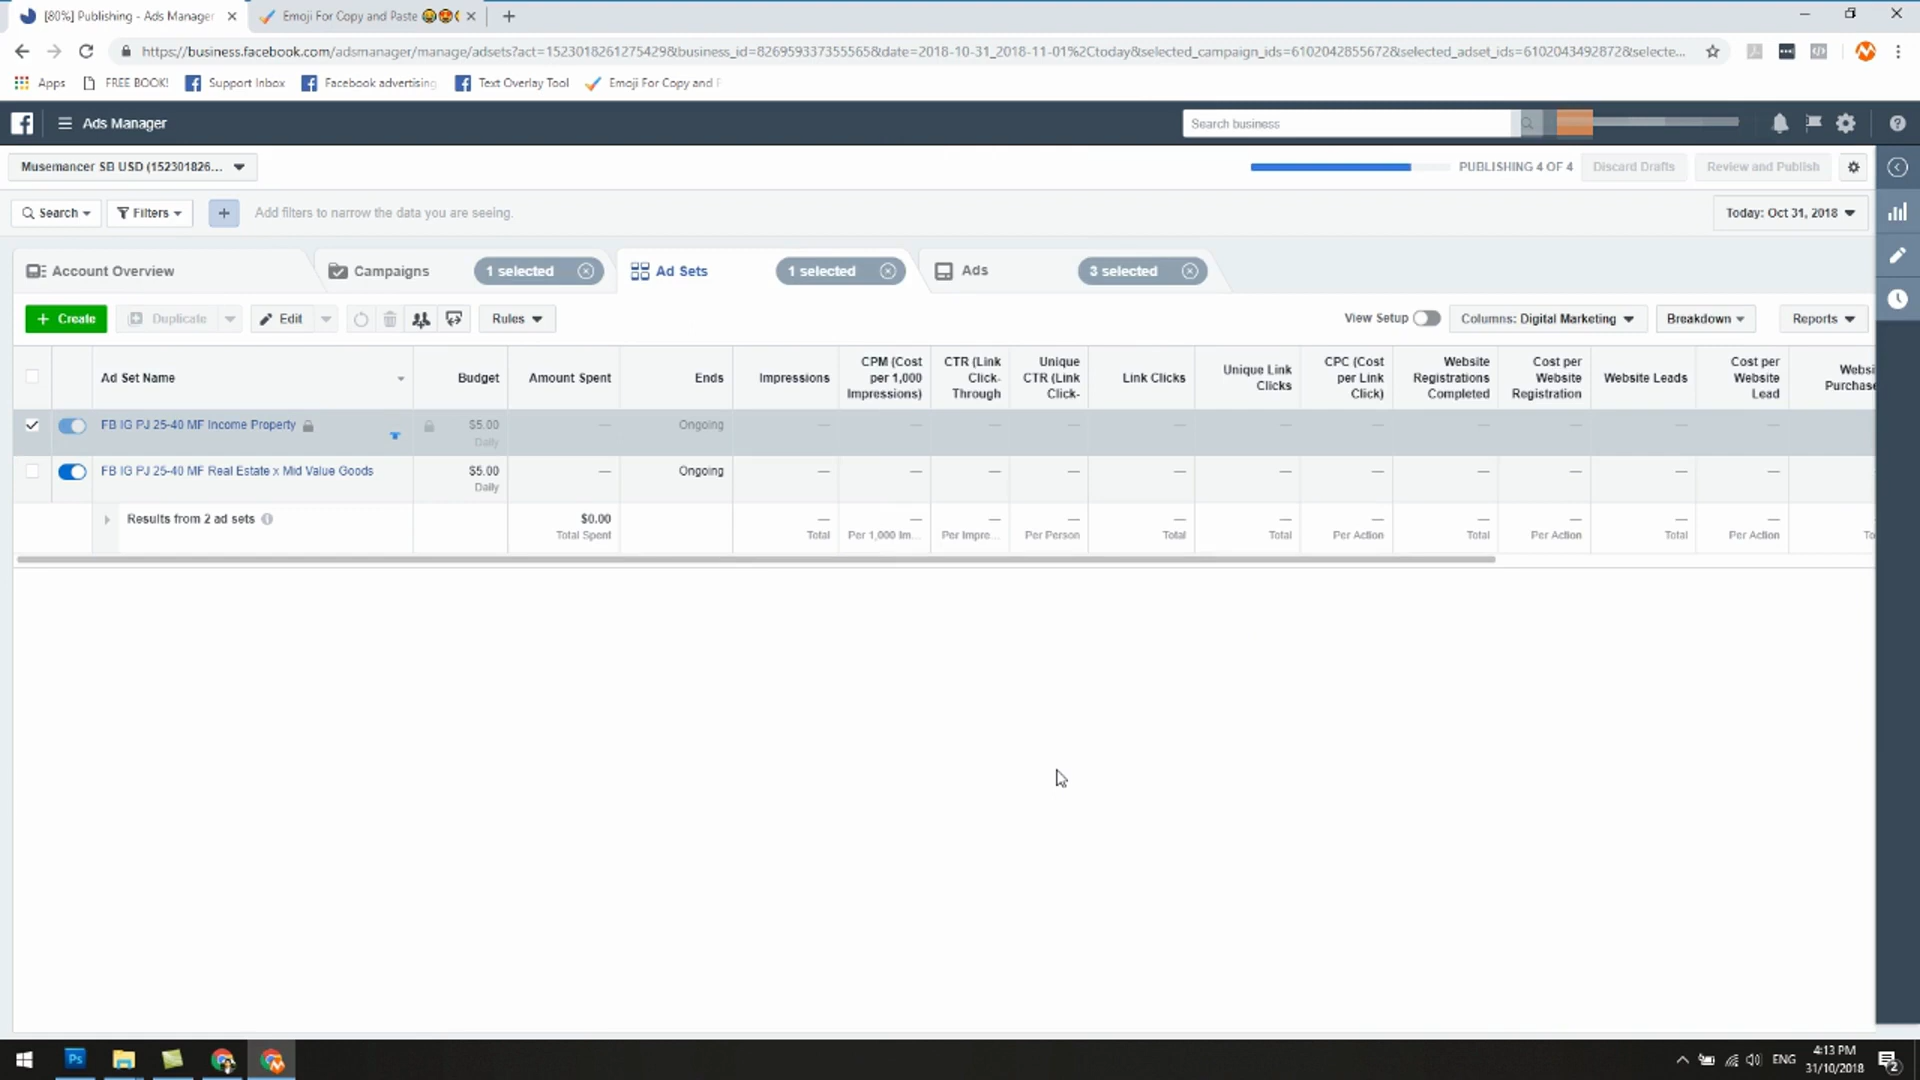 [80%] Publishing - Ads Manager
Emoji For Copy and Paste
https://business.facebook.com/adsmanager/manage/adsets?act=1523018261275429&business_id=826959337355565&date=2018-10-31_2018-11-01%2Ctoday&selected_campaign_ids=6102042855672&selected_adset_ids=6102043492872&selecte...
Apps
FREE BOOK!
Support Inbox
Facebook advertising
Text Overlay Tool
Emoji For Copy and P
Ads Manager
Search business
Musemancer SB USD (152301826...
PUBLISHING 4 OF 4
Discard Drafts
Review and Publish
Search
Filters
Add filters to narrow the data you are seeing.
Today: Oct 31, 2018
Account Overview
Campaigns
1 selected
Ad Sets
1 selected
Ads
3 selected
+ Create
Duplicate
Edit
Rules
View Setup
Columns: Digital Marketing
Breakdown
Reports
Ad Set Name
Budget
Amount Spent
Ends
Impressions
CPM (Cost
per 1,000
Impressions)
CTR (Link
Click-
Through
Unique
CTR (Link
Click-
Link Clicks
Unique Link
Clicks
CPC (Cost
per Link
Click)
Website
Registrations
Completed
Cost per
Website
Registration
Website Leads
Cost per
Website
Lead
Websi
Purchase
FB IG PJ 25-40 MF Income Property
$5.00
Daily
—
Ongoing
— — — — — — — — — — —
FB IG PJ 25-40 MF Real Estate x Mid Value Goods
$5.00
Daily
—
Ongoing
— — — — — — — — — — —
Results from 2 ad sets
$0.00
Total Spent
—
Total
—
Per 1,000 Im...
—
Per Impre...
—
Per Person
—
Total
—
Total
—
Per Action
—
Total
—
Per Action
—
Total
—
Per Action
To
Ps
ENG
4:13 PM
31/10/2018
2